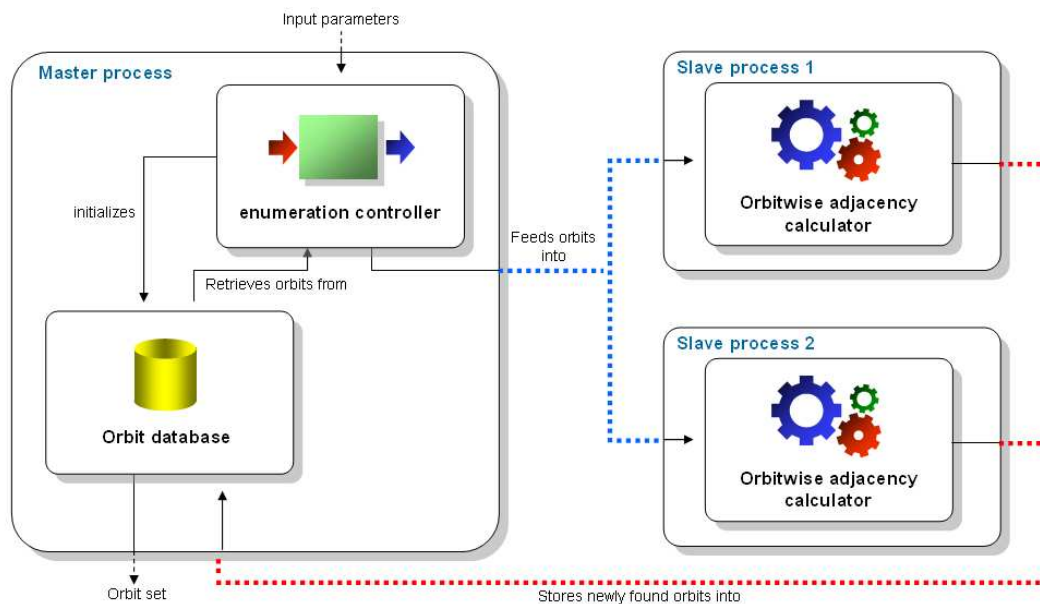 Input parameters
Master process
enumeration controller
initializes
Retrieves orbits from
Orbit database
Orbit set
Feeds orbits
into
Slave process 1
Orbitwise adjacency
calculator
Slave process 2
Orbitwise adjacency
calculator
Stores newly found orbits into